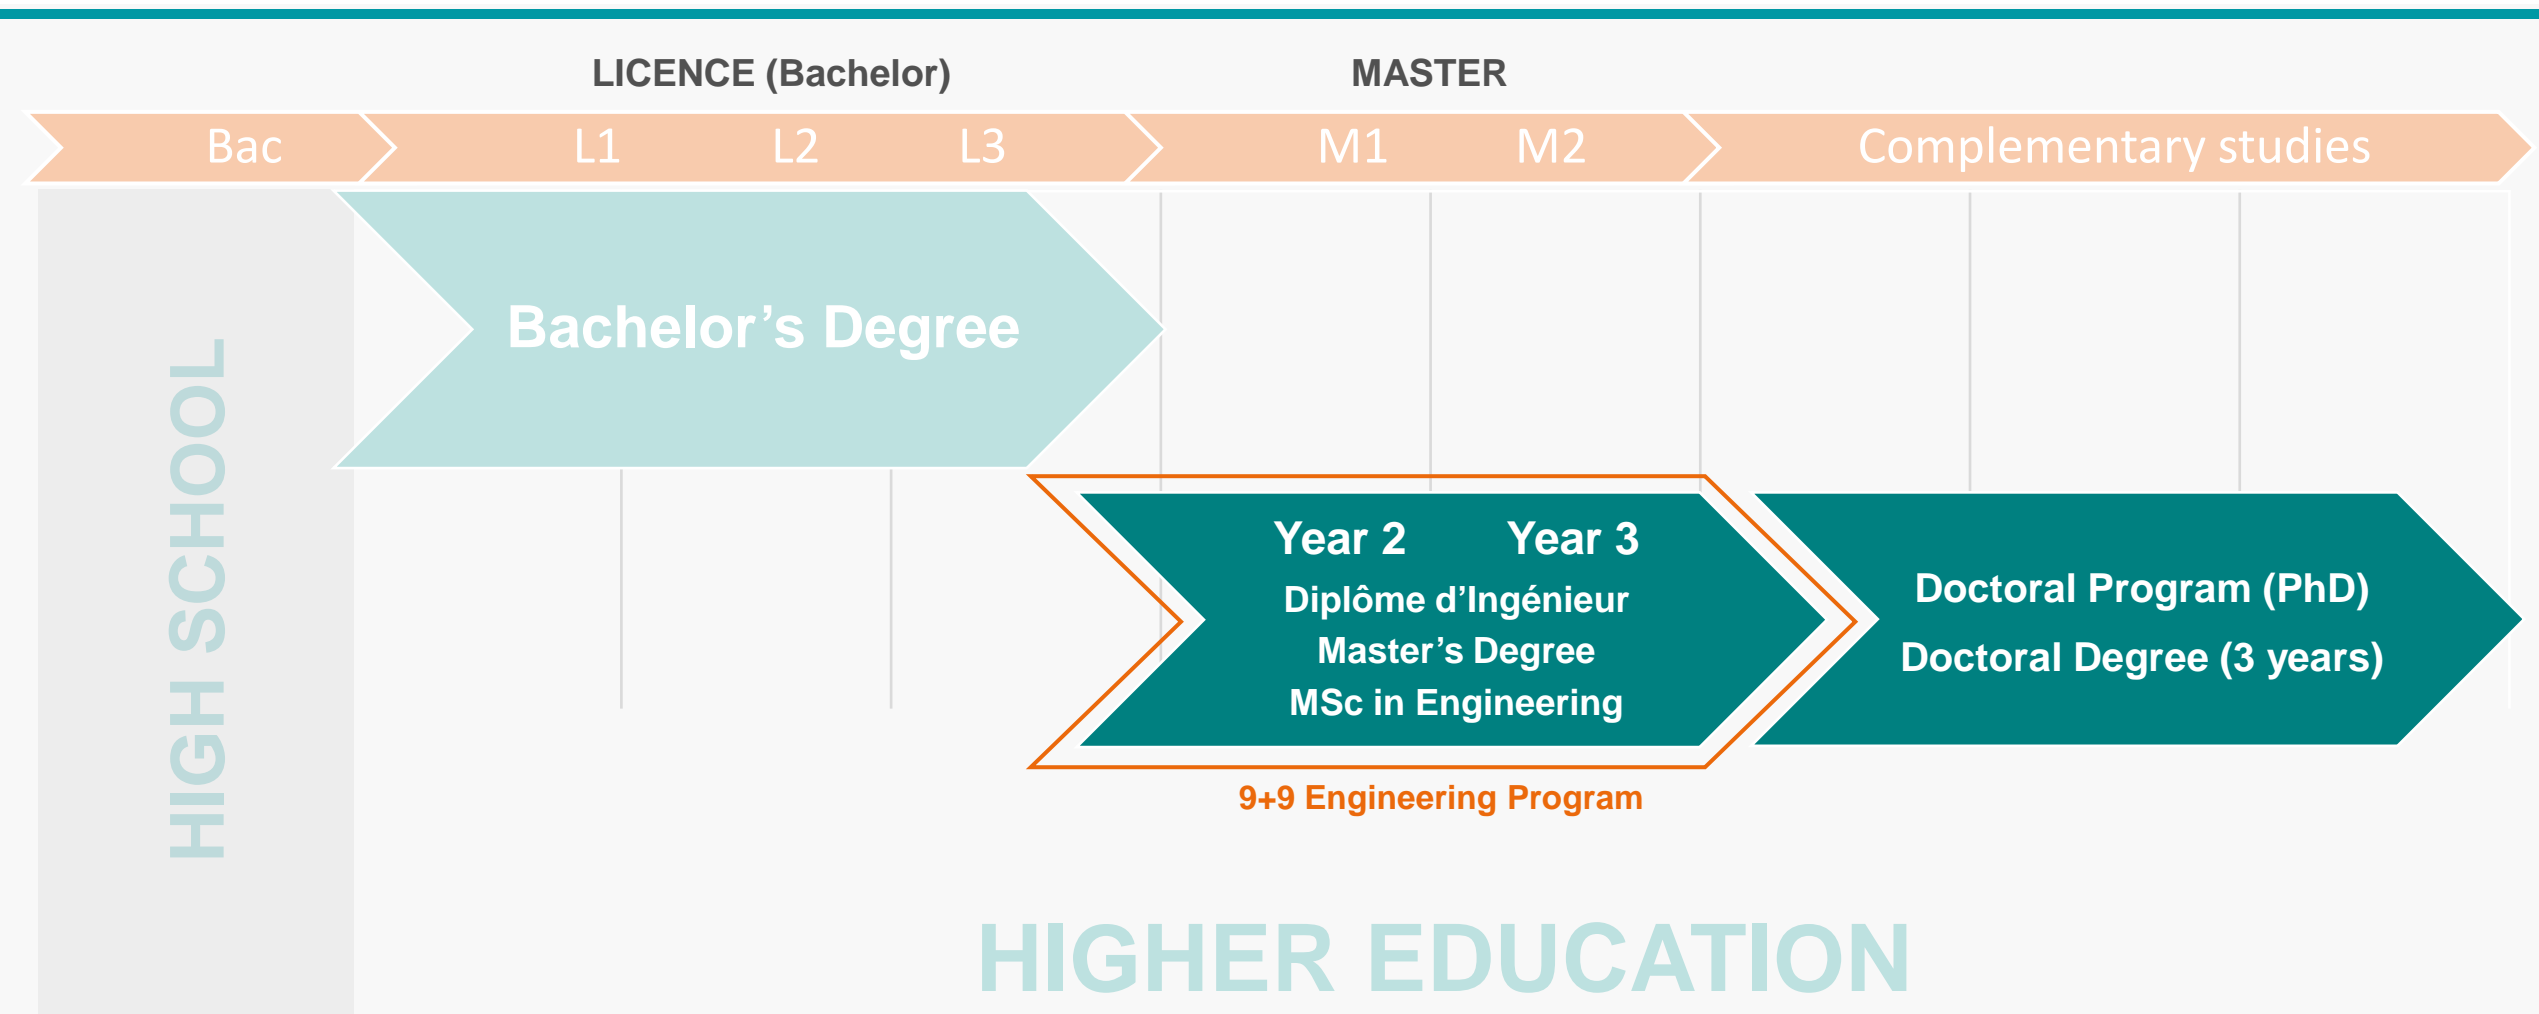 LICENCE (Bachelor)
MASTER
Bac
L1
L2
L3
M1
M2
Complementary studies
Bachelor’s Degree
HIGH SCHOOL
Year 2
Year 3
Diplôme d’Ingénieur
Master’s Degree
MSc in Engineering
Doctoral Program (PhD)
Doctoral Degree (3 years)
9+9 Engineering Program
HIGHER EDUCATION